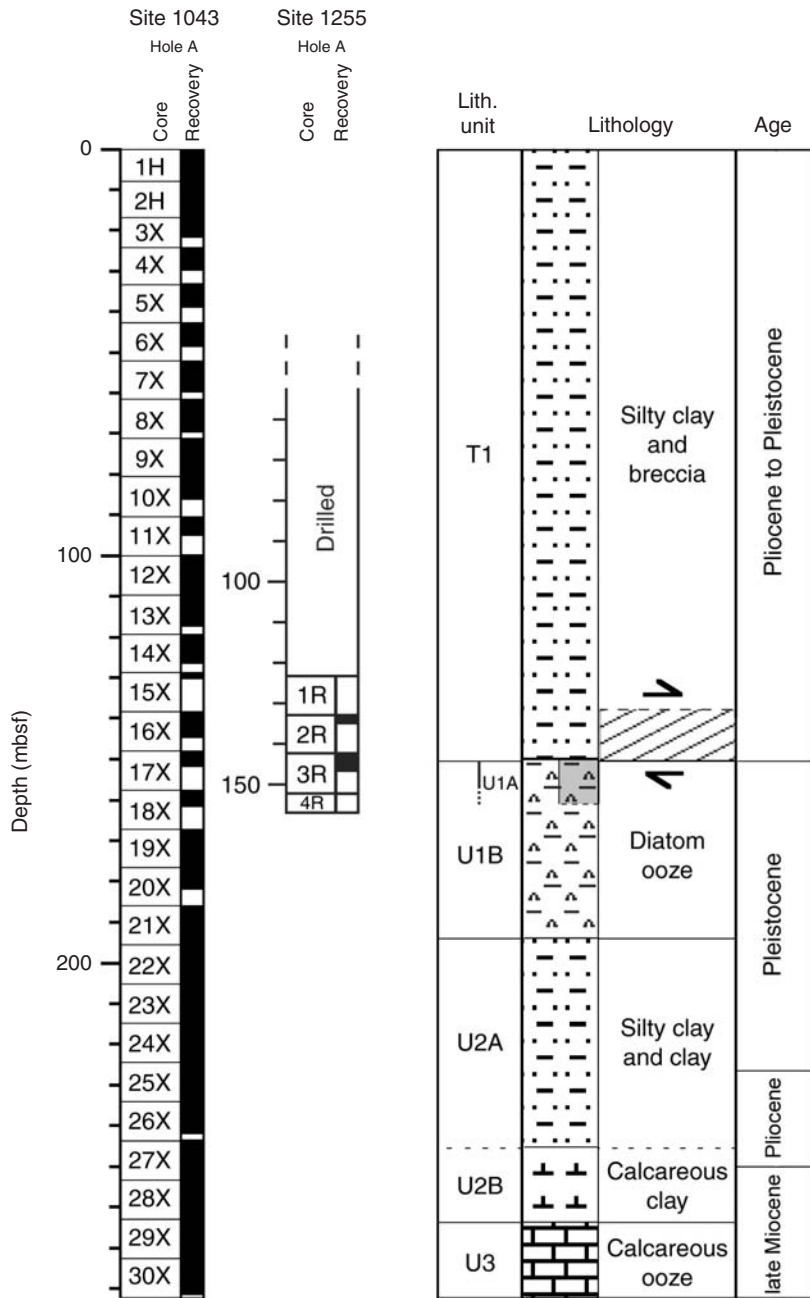 Site 1043
Hole A
Core
Recovery
Site 1255
Hole A
Core
Recovery
Lith.
unit
Lithology
Age
Depth (mbsf)
0
100
200
1H
2H
3X
4X
5X
6X
7X
8X
9X
10X
11X
12X
13X
14X
15X
16X
17X
18X
19X
20X
21X
22X
23X
24X
25X
26X
27X
28X
29X
30X
100
150
Drilled
1R
2R
3R
4R
T1
U1A
U1B
U2A
U2B
U3
Silty clay
and
breccia
Diatom
ooze
Silty clay
and clay
Calcareous
clay
Calcareous
ooze
Pliocene to Pleistocene
Pleistocene
Pliocene
late Miocene